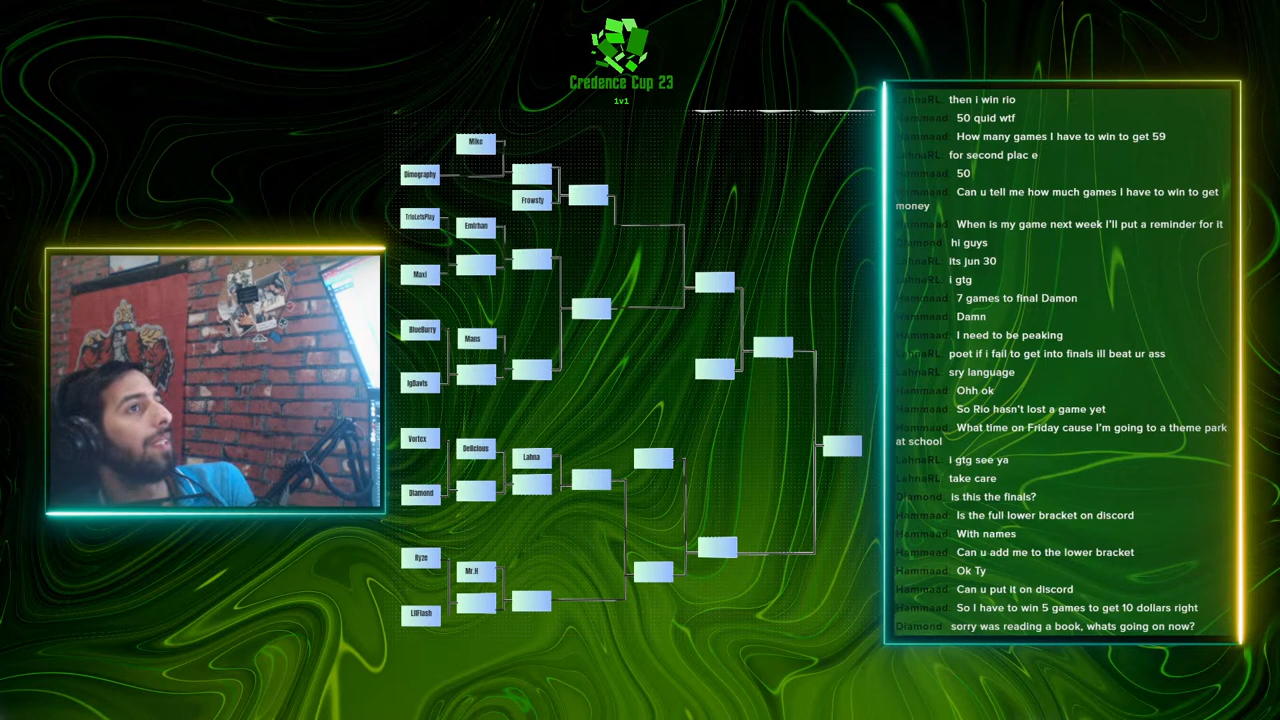 Credence Cup 23
1v1
Mike
Dimography
Frowsty
TrioLetsPlay
Emirhan
Maxi
BlueBurry
Mans
IgDavis
Vortex
Delicious
Lahna
Diamond
Ryze
Mr.H
LilFlash
LahnaRL: then i win rio
Hammaad: 50 quid wtf
Hammaad: How many games I have to win to get 59
LahnaRL: for second plac e
Hammaad: 50
Hammaad: Can u tell me how much games I have to win to get
money
Hammaad: When is my game next week I'll put a reminder for it
Diamond: hi guys
LahnaRL: its jun 30
LahnaRL: i gtg
Hammaad: 7 games to final Damon
Hammaad: Damn
Hammaad: I need to be peaking
LahnaRL: poet if i fail to get into finals ill beat ur ass
LahnaRL: sry language
Hammaad: Ohh ok
Hammaad: So Rio hasn't lost a game yet
Hammaad: What time on Friday cause I'm going to a theme park
at school
LahnaRL: I gtg see ya
LahnaRL: take care
Diamond: is this the finals?
Hammaad: Is the full lower bracket on discord
Hammaad: With names
Hammaad: Can u add me to the lower bracket
Hammaad: Ok Ty
Hammaad: Can u put it on discord
Hammaad: So I have to win 5 games to get 10 dollars right
Diamond: sorry was reading a book, whats going on now?